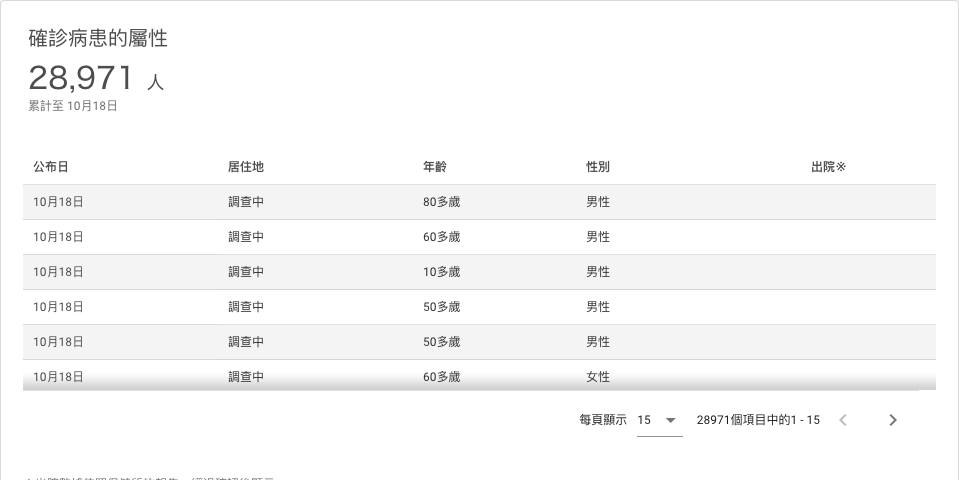 確診病患的屬性
28,971 人
累計至 10月18日
公布日 居住地 年齡 性別 出院※
10月18日 調查中 80多歲 男性
10月18日 調查中 60多歲 男性
10月18日 調查中 10多歲 男性
10月18日 調查中 50多歲 男性
10月18日 調查中 50多歲 男性
10月18日 調查中 60多歲 女性
每頁顯示 15 28971個項目中的1 - 15